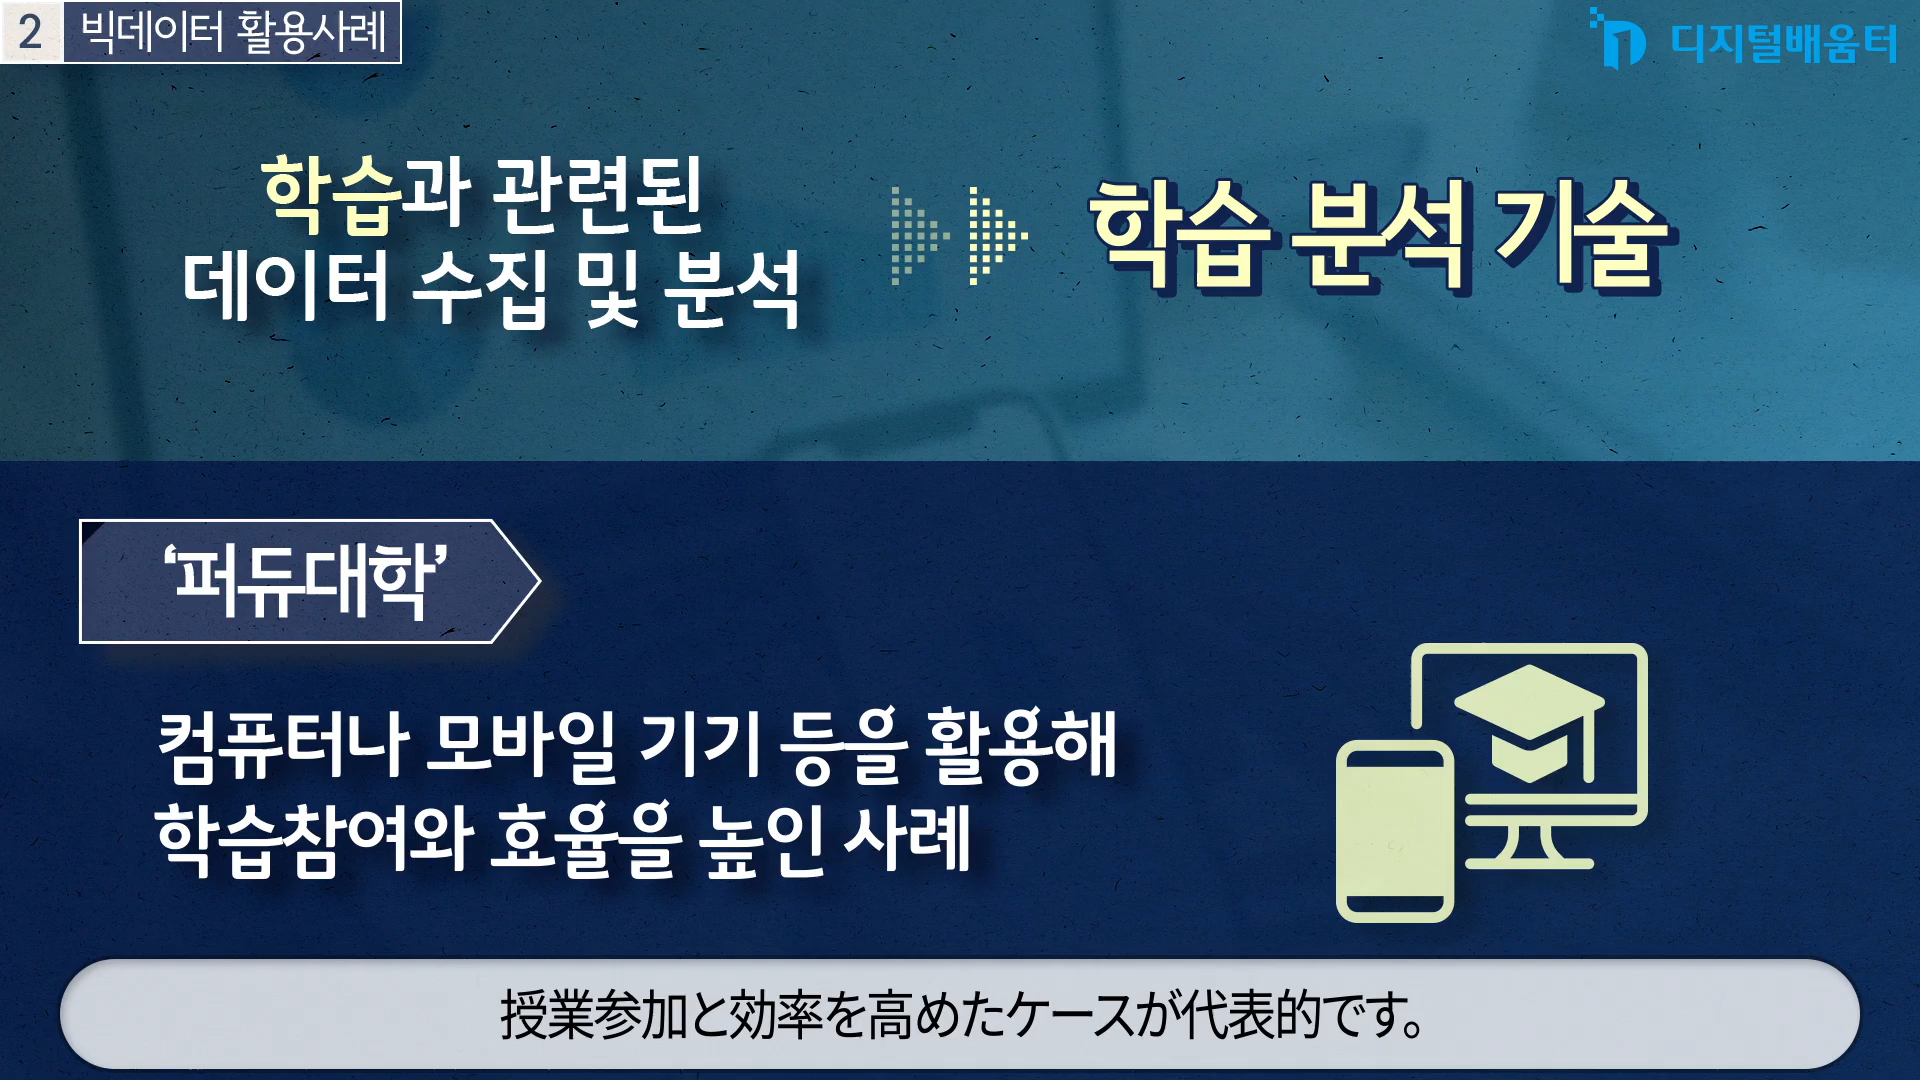 2 빅데이터 활용사례
디지털배움터
학습과 관련된
데이터 수집 및 분석
학습 분석 기술
‘퍼듀대학’
컴퓨터나 모바일 기기 등을 활용해
학습참여와 효율을 높인 사례
授業参加と効率を高めたケースが代表的です。